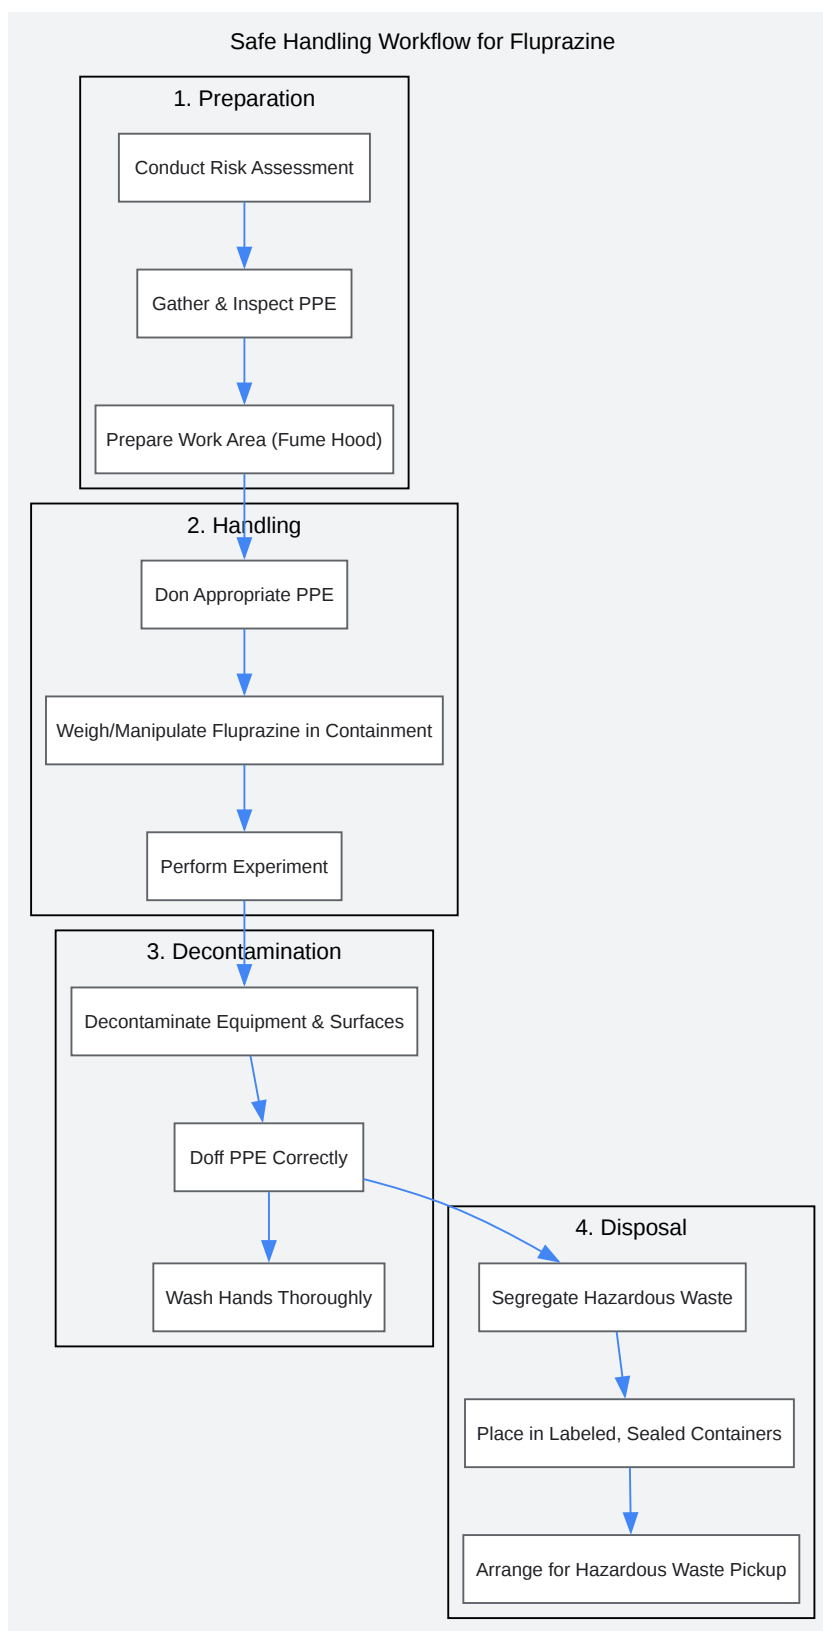 Safe Handling Workflow for Fluprazine
1. Preparation
Conduct Risk Assessment
Gather & Inspect PPE
Prepare Work Area (Fume Hood)
2. Handling
Don Appropriate PPE
Weigh/Manipulate Fluprazine in Containment
Perform Experiment
3. Decontamination
Decontaminate Equipment & Surfaces
Doff PPE Correctly
Wash Hands Thoroughly
4. Disposal
Segregate Hazardous Waste
Place in Labeled, Sealed Containers
Arrange for Hazardous Waste Pickup